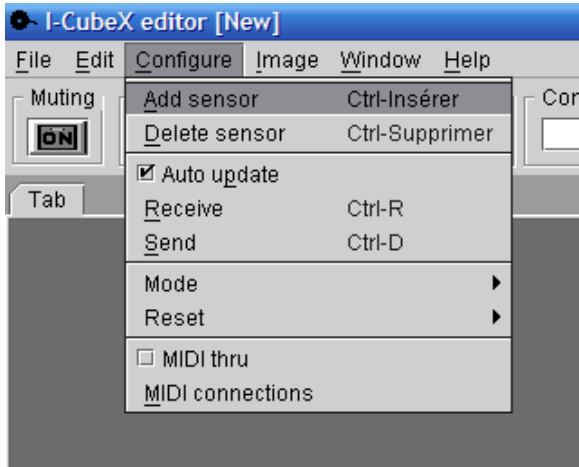 I-CubeX editor [New]
File Edit Configure Image Window Help
Muting
ON
Con
Tab
Add sensor Ctrl-Insérer
Delete sensor Ctrl-Supprimer
Auto update
Receive Ctrl-R
Send Ctrl-D
Mode
Reset
MIDI thru
MIDI connections